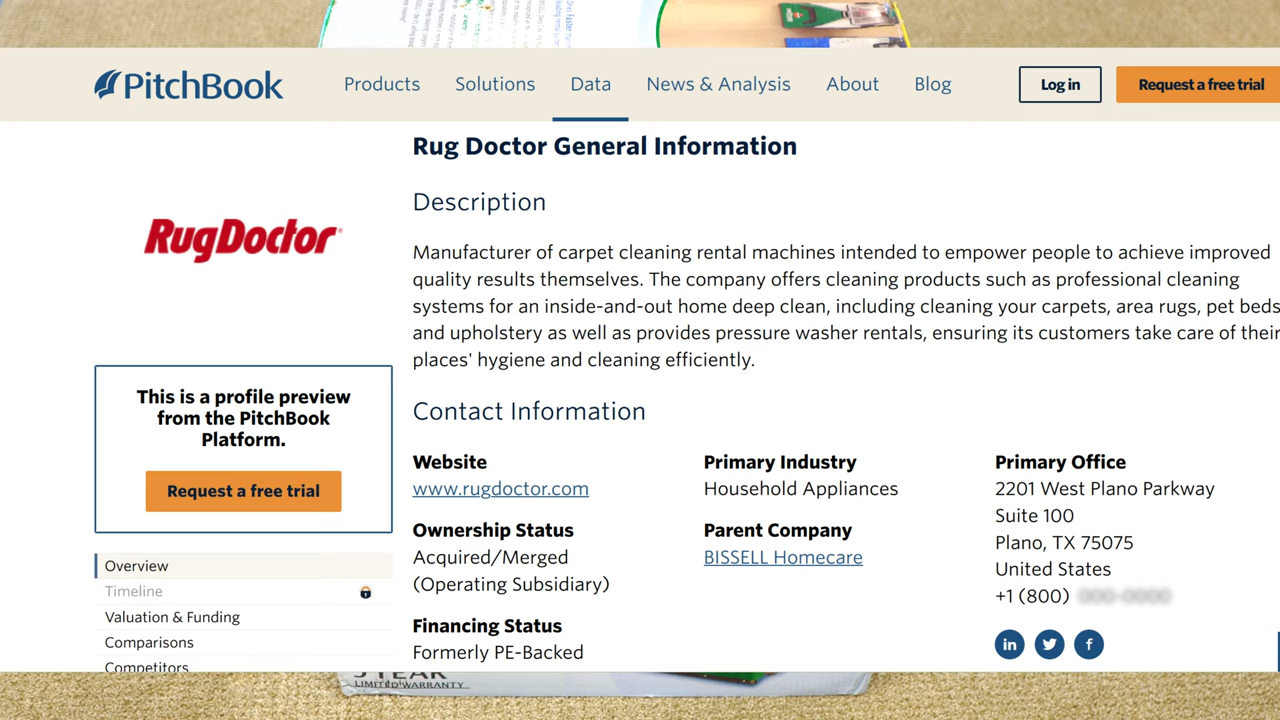 PitchBook
Products Solutions Data News & Analysis About Blog Log in Request a free trial
Rug Doctor General Information
Description
RugDoctor
Manufacturer of carpet cleaning rental machines intended to empower people to achieve improved
quality results themselves. The company offers cleaning products such as professional cleaning
systems for an inside-and-out home deep clean, including cleaning your carpets, area rugs, pet beds
and upholstery as well as provides pressure washer rentals, ensuring its customers take care of their
places' hygiene and cleaning efficiently.
This is a profile preview
from the PitchBook
Platform.
Request a free trial
Overview
Timeline
Valuation & Funding
Comparisons
Competitors
Contact Information
Website
www.rugdoctor.com
Ownership Status
Acquired/Merged
(Operating Subsidiary)
Financing Status
Formerly PE-Backed
Primary Industry
Household Appliances
Parent Company
BISSELL Homecare
Primary Office
2201 West Plano Parkway
Suite 100
Plano, TX 75075
United States
+1 (800)
in
f
LIMITED WARRANTY